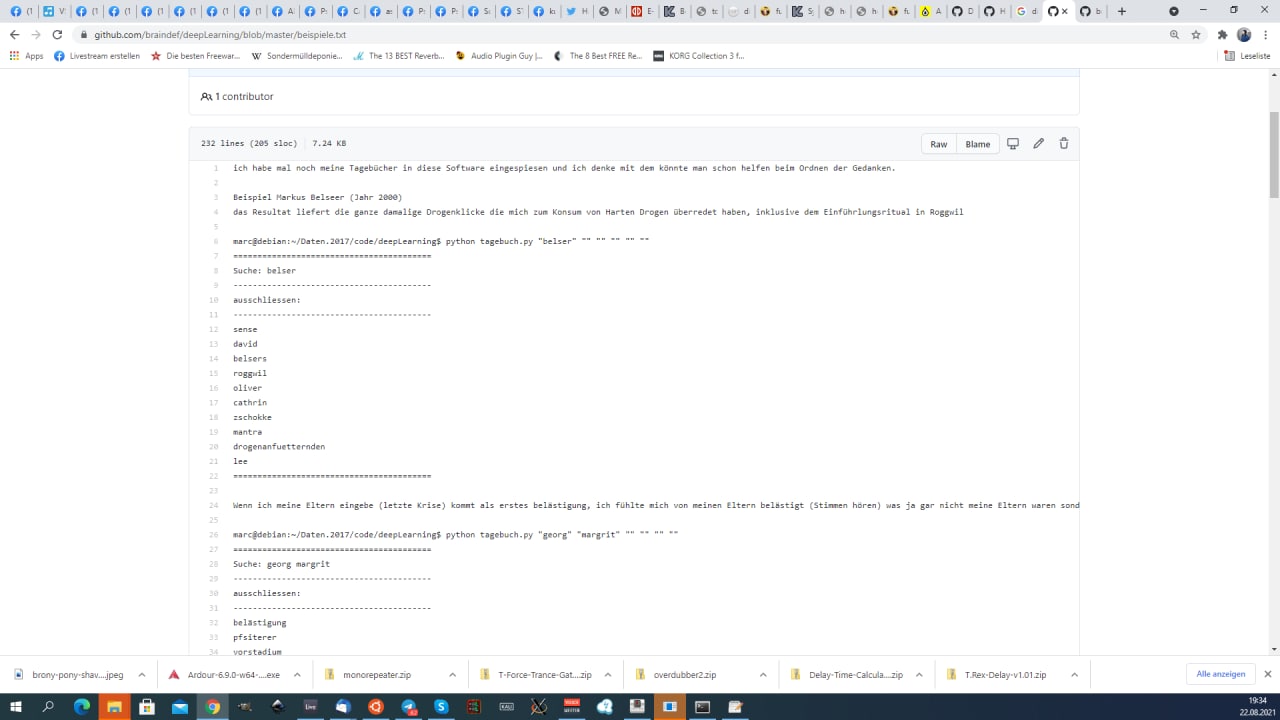 github.com/braindef/deepLearning/blob/master/beispiele.txt
Apps Livestream erstellen Die besten Freewar... Sondermülldeponie... The 13 BEST Reverb... Audio Plugin Guy |... The 8 Best FREE Re... KORG Collection 3 f... Leseliste
1 contributor
232 lines (205 sloc) 7.24 KB Raw Blame
1 ich habe mal noch meine Tagebücher in diese Software eingespiesen und ich denke mit dem könnte man schon helfen beim Ordnen der Gedanken.
2
3 Beispiel Markus Belseer (Jahr 2000)
4 das Resultat liefert die ganze damalige Drogenklicke die mich zum Konsum von Harten Drogen überredet haben, inklusive dem Einführlungsritual in Roggwil
5
6 marc@debian:~/Daten.2017/code/deepLearning$ python tagebuch.py "belser" "" "" "" "" ""
7 =========================================
8 Suche: belser
9 -----------------------------------------
10 ausschliessen:
11 -----------------------------------------
12 sense
13 david
14 belsers
15 roggwil
16 oliver
17 cathrin
18 zschokke
19 mantra
20 drogenanfuetternden
21 lee
22 =========================================
23
24 Wenn ich meine Eltern eingebe (letzte Krise) kommt als erstes belästigung, ich fühlte mich von meinen Eltern belästigt (Stimmen hören) was ja gar nicht meine Eltern waren sond
25
26 marc@debian:~/Daten.2017/code/deepLearning$ python tagebuch.py "georg" "margrit" "" "" "" ""
27 =========================================
28 Suche: georg margrit
29 -----------------------------------------
30 ausschliessen:
31 -----------------------------------------
32 belästigung
33 pfsiterer
34 vorstadium
brony-pony-shav....jpeg Ardour-6.9.0-w64-....exe monorepeater.zip T-Force-Trance-Gat....zip overdubber2.zip Delay-Time-Calcula....zip T.Rex-Delay-v1.01.zip Alle anzeigen
19:34
22.08.2021